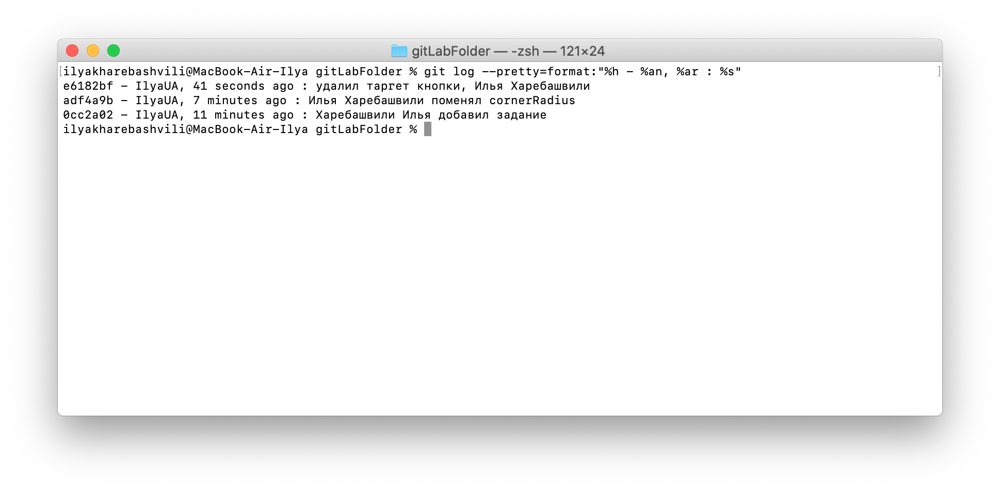 gitLabFolder — -zsh — 121×24
[ilyakharebashvili@MacBook-Air-Ilya gitLabFolder % git log --pretty=format:"%h - %an, %ar : %s" ]
e6182bf - IlyaUA, 41 seconds ago : удалил таргет кнопки, Илья Харебашвили
adf4a9b - IlyaUA, 7 minutes ago : Илья Харебашвили поменял cornerRadius
0cc2a02 - IlyaUA, 11 minutes ago : Харебашвили Илья добавил задание
ilyakharebashvili@MacBook-Air-Ilya gitLabFolder %